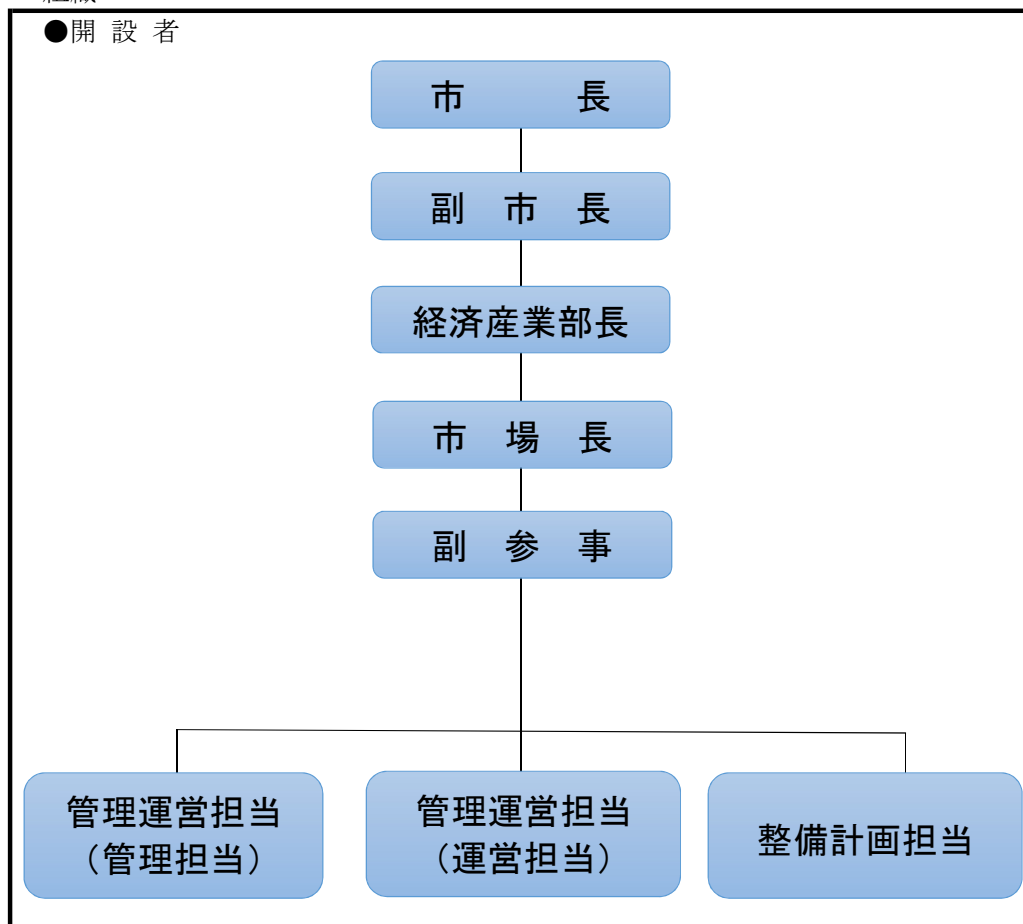 ●開 設 者
市　　　長
副　市　長
経済産業部長
市　場　長
副　参　事
管理運営担当
（管理担当）
管理運営担当
（運営担当）
整備計画担当